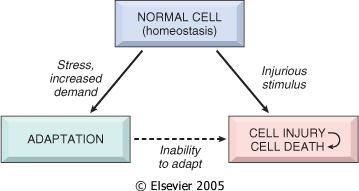 NORMAL CELL
(homeostasis)
Stress,
increased
demand
Injurious
stimulus
ADAPTATION
Inability
to adapt
CELL INJURY
CELL DEATH
© Elsevier 2005